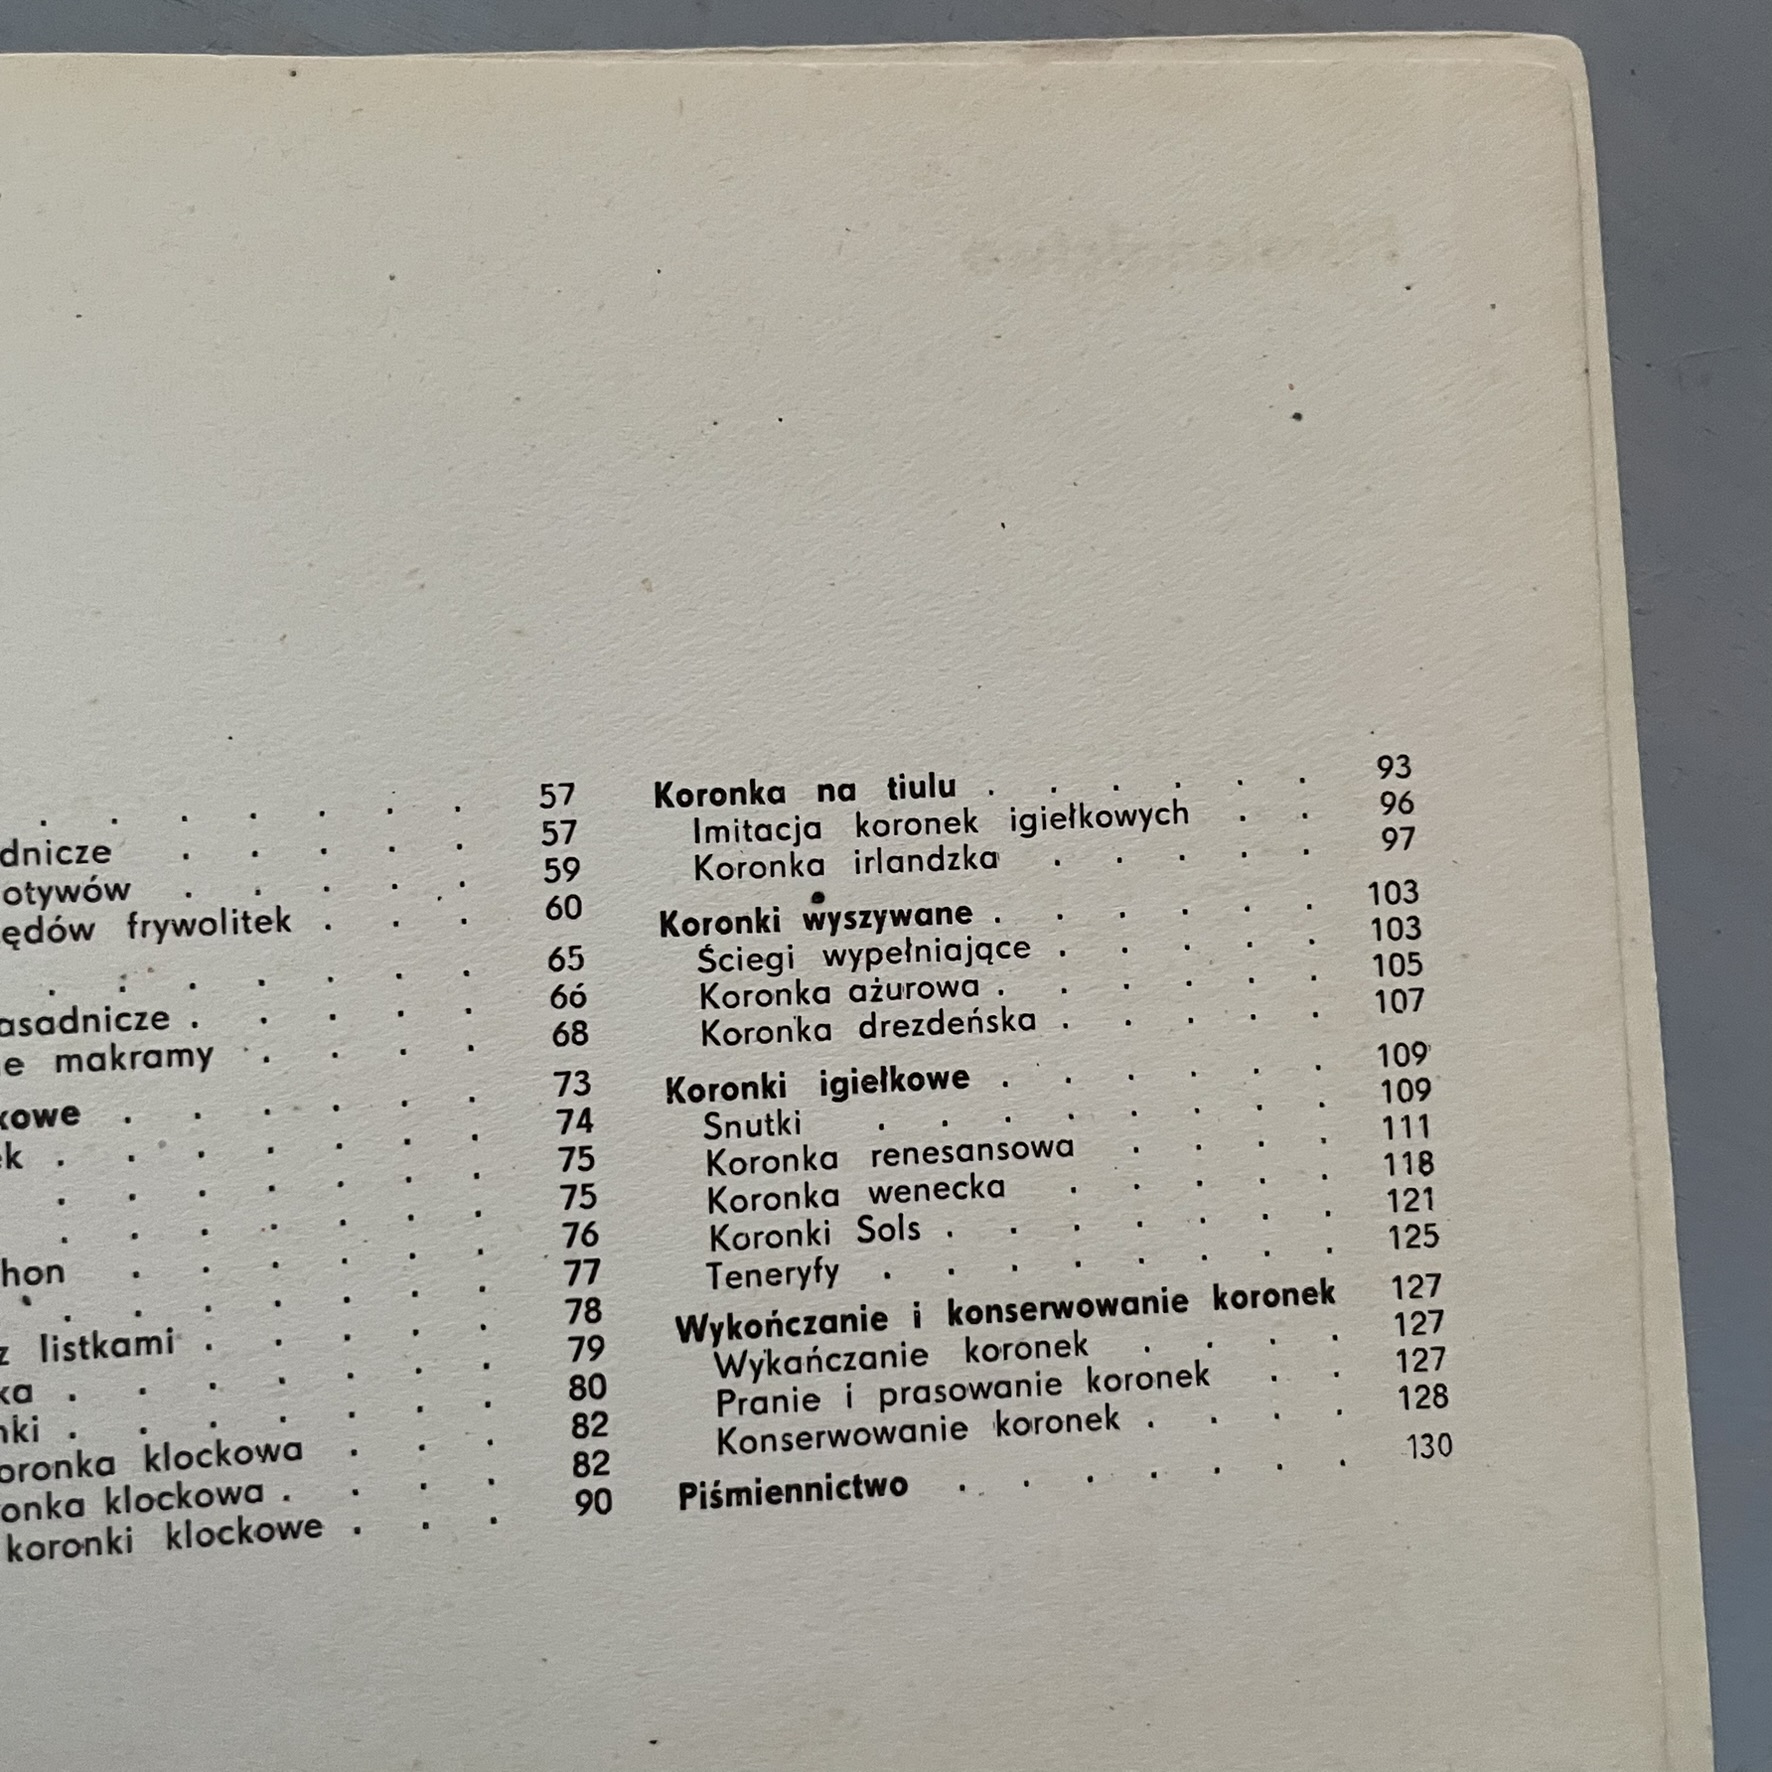 . . . . . . . 57
dnicze . . . . . 57
otywów . . . . . 59
ędów frywolitek . . . 60
. . . . . . . 65
asadnicze . . . . . 66
e makramy . . . . 68
kowe . . . . . . 73
k . . . . . . . 74
. . . . . . . 75
. . . . . . . 75
hon . . . . . . 76
. . . . . . . 77
z listkami . . . . . 78
ka . . . . . . . 79
nki . . . . . . . 80
oronka klockowa . . . 82
onka klockowa . . . . 82
koronki klockowe . . . 90
Koronka na tiulu . . . . . . 93
Imitacja koronek igiełkowych . . 96
Koronka irlandzka . . . . . 97
Koronki wyszywane . . . . . . 103
Ściegi wypełniające . . . . . 103
Koronka ażurowa . . . . . . 105
Koronka drezdeńska . . . . . 107
Koronki igiełkowe . . . . . . 109
Snutki . . . . . . . . 109
Koronka renesansowa . . . . 111
Koronka wenecka . . . . . 118
Koronki Sols . . . . . . . 121
Teneryfy . . . . . . . . 125
Wykończanie i konserwowanie koronek 127
Wykańczanie koronek . . . . 127
Pranie i prasowanie koronek . . 127
Konserwowanie koronek . . . . 128
Piśmiennictwo . . . . . . . 130